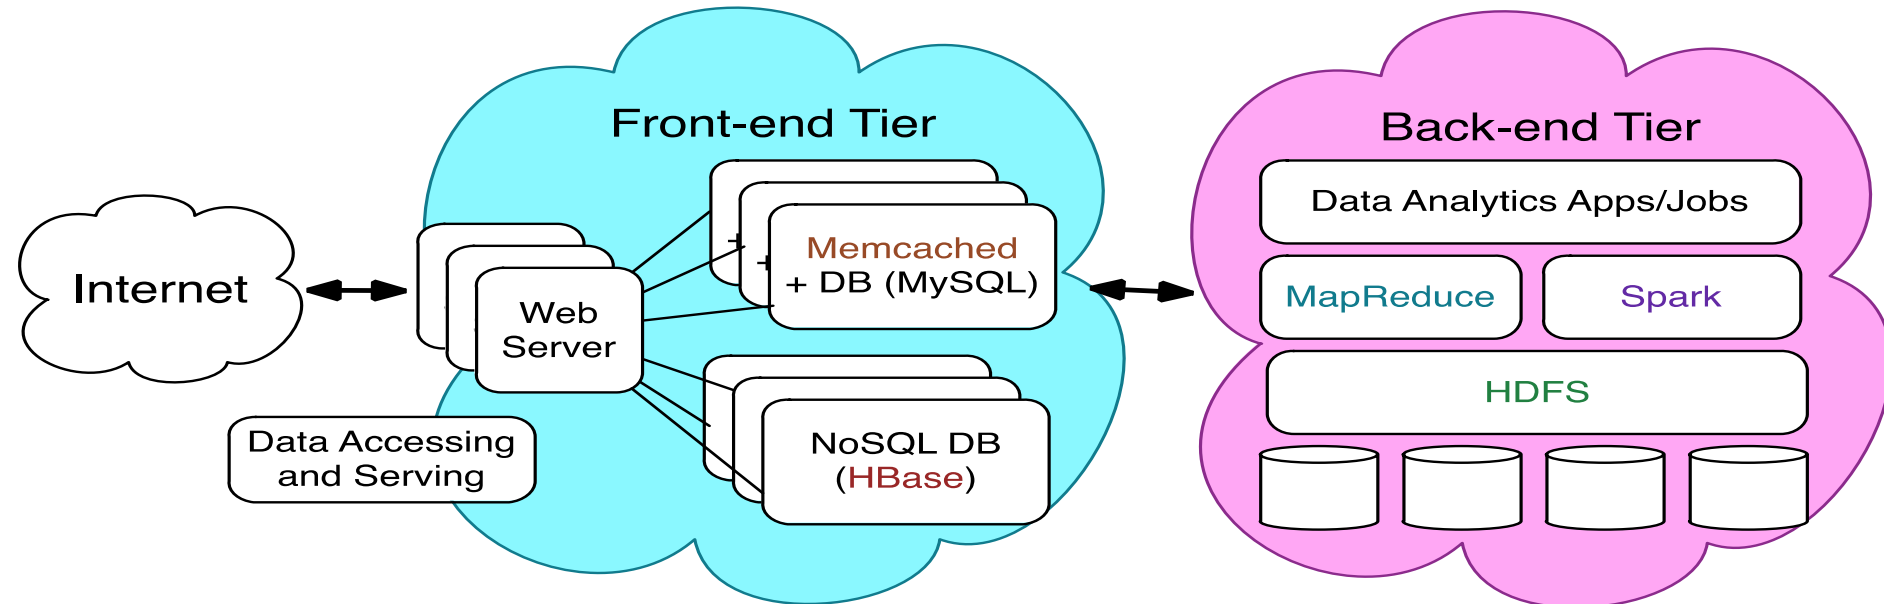 Internet
Data Accessing
and Serving
Front-end Tier
Web
Server
+
+
Memcached
+ DB (MySQL)
NoSQL DB
(HBase)
Back-end Tier
Data Analytics Apps/Jobs
MapReduce
Spark
HDFS